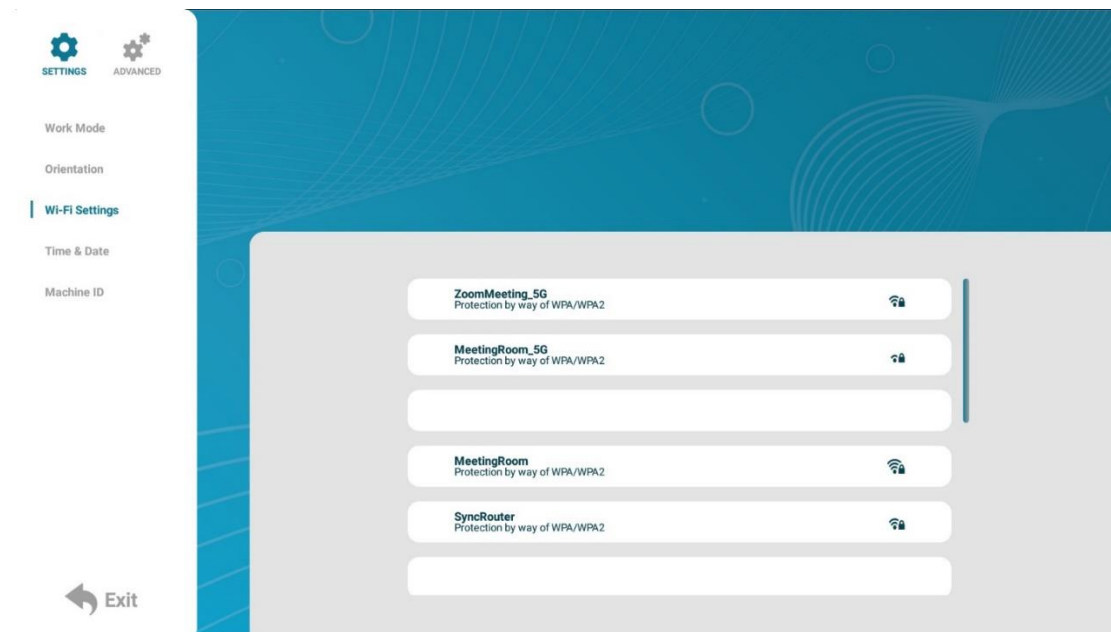 SETTINGS
ADVANCED
Work Mode
Orientation
Wi-Fi Settings
Time & Date
Machine ID
Exit
ZoomMeeting_5G
Protection by way of WPA/WPA2
MeetingRoom_5G
Protection by way of WPA/WPA2
MeetingRoom
Protection by way of WPA/WPA2
SyncRouter
Protection by way of WPA/WPA2